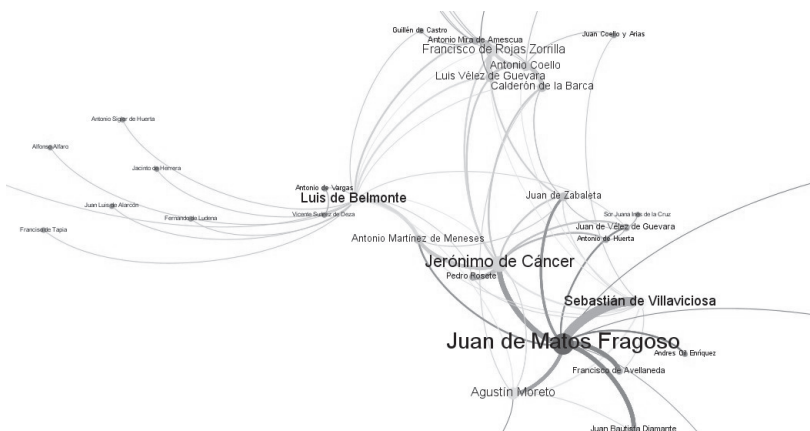 Guillén de Castro
Juan Coello y Arias
Antonio Mira de Amescua
Francisco de Rojas Zorrilla
Antonio Coello
Luis Vélez de Guevara
Calderón de la Barca
Antonio Sigler de Huerta
Alfonso Alfaro
Jacinto de Herrera
Antonio de Vargas
Luis de Belmonte
Juan de Zabaleta
Juan Luis de Alarcón
Fernando de Ludena
Vicente Suárez de Deza
Sor Juana Inés de la Cruz
Francisco de Tapia
Juan de Vélez de Guevara
Antonio Martínez de Meneses
Antonio de Huerta
Jerónimo de Cáncer
Pedro Rosete
Sebastián de Villaviciosa
Juan de Matos Fragoso
Andres Gil Enríquez
Francisco de Avellaneda
Agustín Moreto
Juan Bautista Diamante